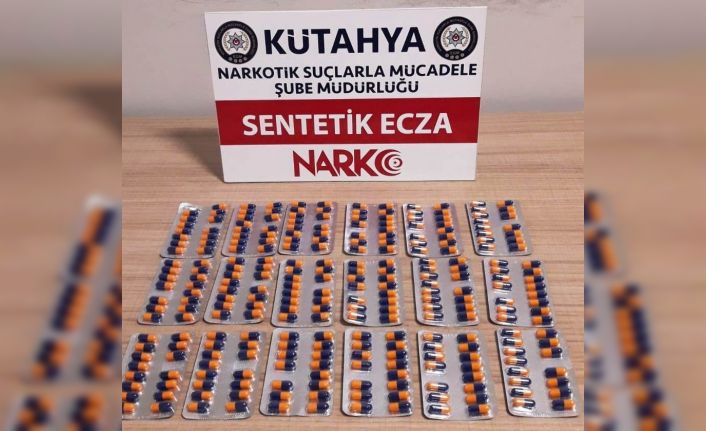 KÜTAHYA
NARKOTİK SUÇLARLA MÜCADELE
ŞUBE MÜDÜRLÜĞÜ
SENTETİK ECZA
NARKO